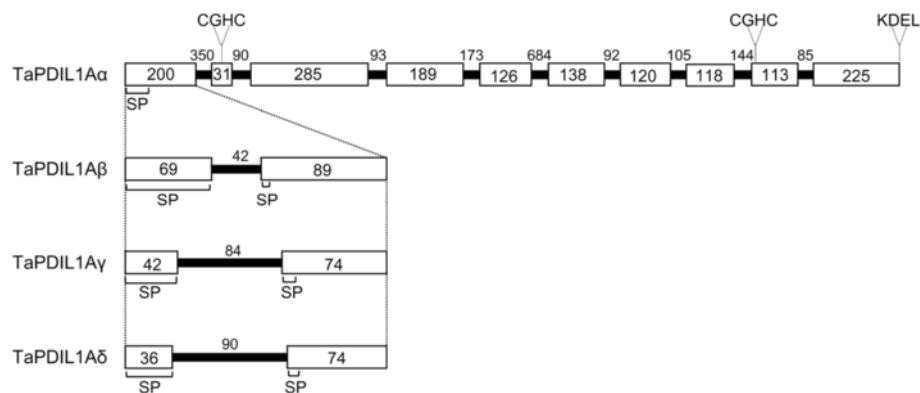 CGHC CGHC KDEL
350 90 93 173 684 92 105 144 85
TaPDIL1Aα 200 31 285 189 126 138 120 118 113 225
SP
42
TaPDIL1Aβ 69 89
SP SP
84
TaPDIL1Aγ 42 74
SP SP
90
TaPDIL1Aδ 36 74
SP SP